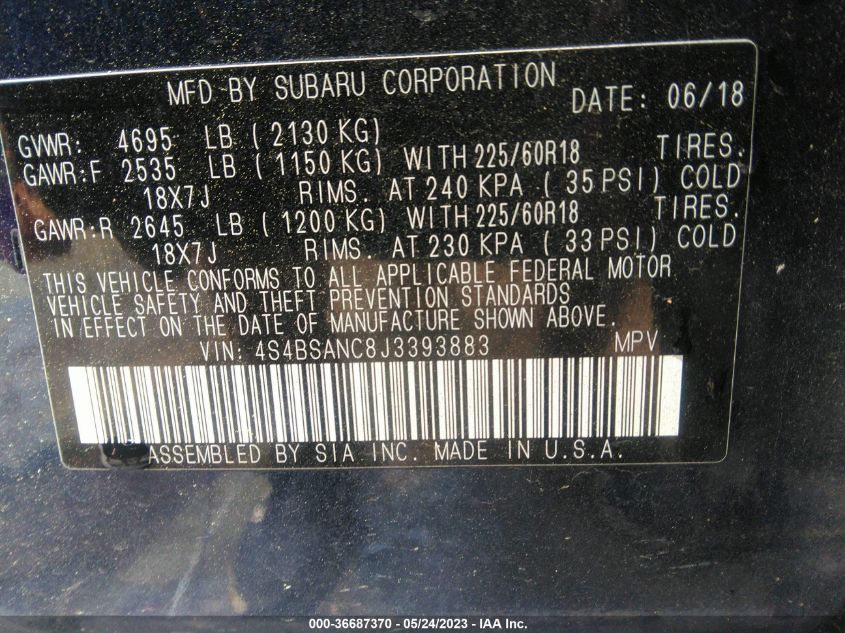 MFD BY SUBARU CORPORATION DATE: 06/18
GVWR: 4695 LB ( 2130 KG)
GAWR:F 2535 LB ( 1150 KG) WITH 225/60R18 TIRES.
18X7J RIMS. AT 240 KPA ( 35 PSI) COLD
GAWR:R 2645 LB ( 1200 KG) WITH 225/60R18 TIRES.
18X7J RIMS. AT 230 KPA ( 33 PSI) COLD
THIS VEHICLE CONFORMS TO ALL APPLICABLE FEDERAL MOTOR
VEHICLE SAFETY AND THEFT PREVENTION STANDARDS
IN EFFECT ON THE DATE OF MANUFACTURE SHOWN ABOVE.
VIN: 4S4BSANC8J3393883 MPV
ASSEMBLED BY SIA INC. MADE IN U.S.A.
000-36687370 - 05/24/2023 - IAA Inc.